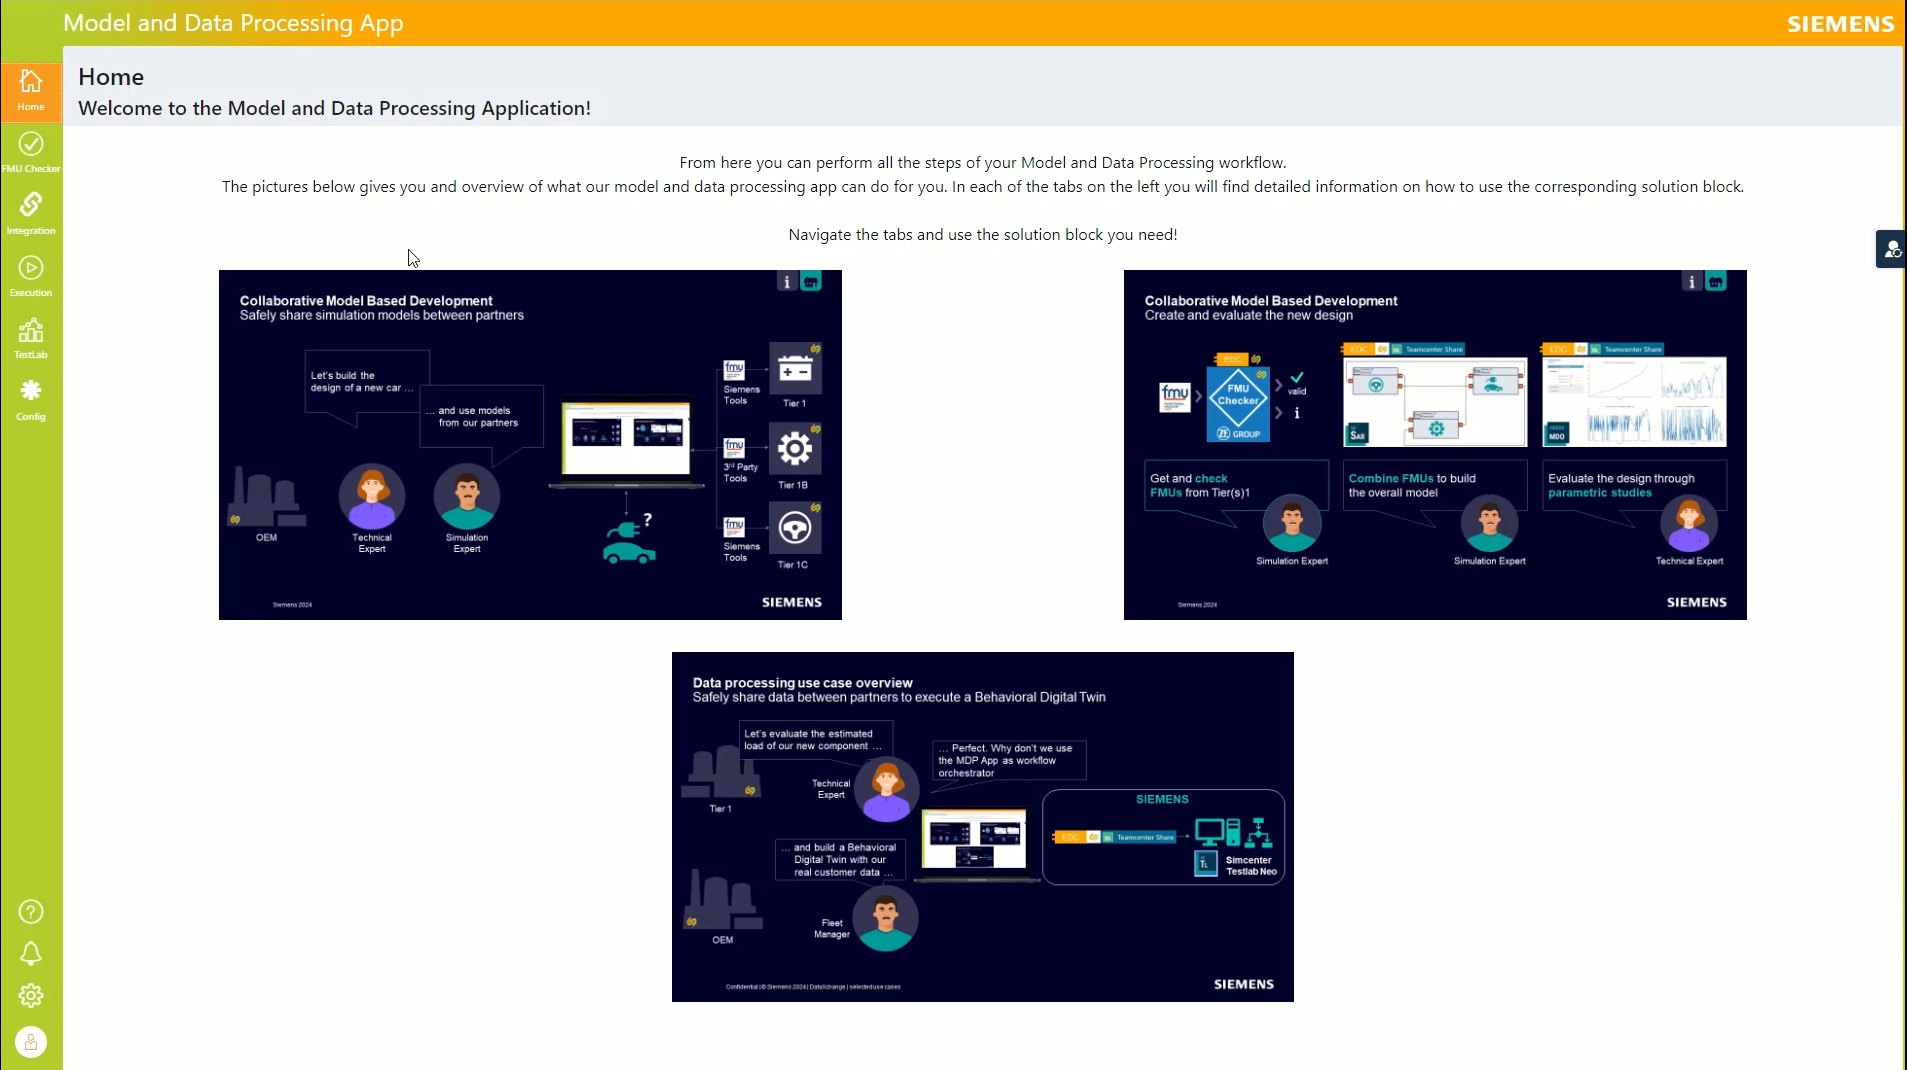 Model and Data Processing App
SIEMENS
Home
FMU Checker
Integration
Execution
TestLab
Config
Home
Welcome to the Model and Data Processing Application!
From here you can perform all the steps of your Model and Data Processing workflow.
The pictures below gives you and overview of what our model and data processing app can do for you. In each of the tabs on the left you will find detailed information on how to use the corresponding solution block.
Navigate the tabs and use the solution block you need!
Collaborative Model Based Development
Safely share simulation models between partners
Let's build the
design of a new car ...
... and use models
from our partners
OEM
Technical
Expert
Simulation
Expert
?
fmu
Siemens
Tools
Tier 1
fmu
3rd Party
Tools
Tier 1B
fmu
Siemens
Tools
Tier 1C
Siemens 2024
SIEMENS
Collaborative Model Based Development
Create and evaluate the new design
fmu
EDC
FMU
Checker
ZF GROUP
valid
i
EDC
Teamcenter Share
SAR
EDC
Teamcenter Share
MDO
Get and check
FMUs from Tier(s)1
Simulation Expert
Combine FMUs to build
the overall model
Simulation Expert
Evaluate the design through
parametric studies
Technical Expert
Siemens 2024
SIEMENS
Data processing use case overview
Safely share data between partners to execute a Behavioral Digital Twin
Let's evaluate the estimated
load of our new component ...
Tier 1
Technical
Expert
... Perfect. Why don't we use
the MDP App as workflow
orchestrator
... and build a Behavioral
Digital Twin with our
real customer data ...
OEM
Fleet
Manager
SIEMENS
EDC
Teamcenter Share
TL
Simcenter
Testlab Neo
Confidential | © Siemens 2024 | DataXchange | selected use cases
SIEMENS